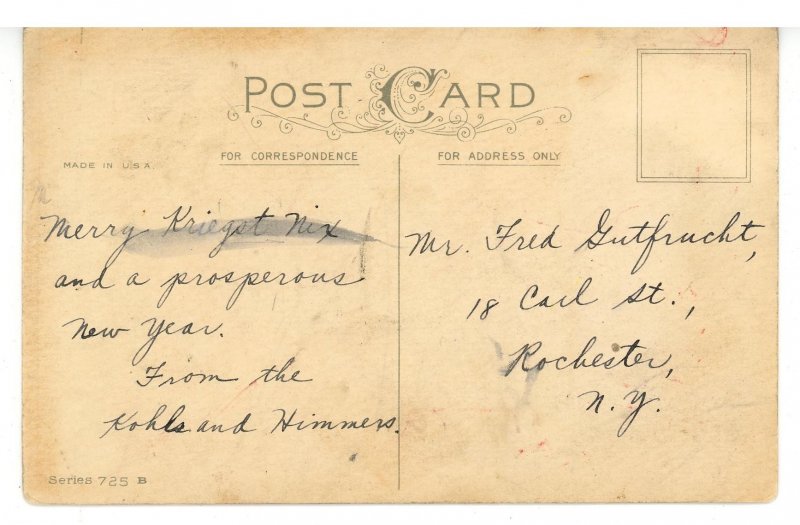 POST CARD
MADE IN U.S.A.
FOR CORRESPONDENCE
FOR ADDRESS ONLY
Merry Kriegst Nix
and a prosperous
New Year.
From the
Kohls and Himmers.
Mr. Fred Gutfrucht,
18 Carl St.,
Rochester,
N.Y.
Series 725 B